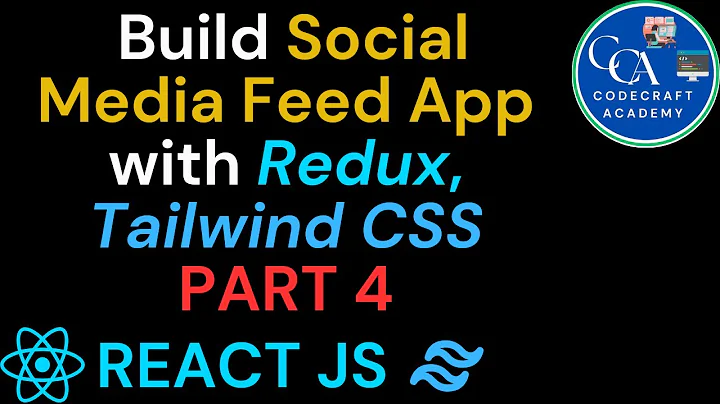 Build Social
Media Feed App
with Redux,
Tailwind CSS
PART 4
REACT JS
CCA
CODECRAFT
ACADEMY